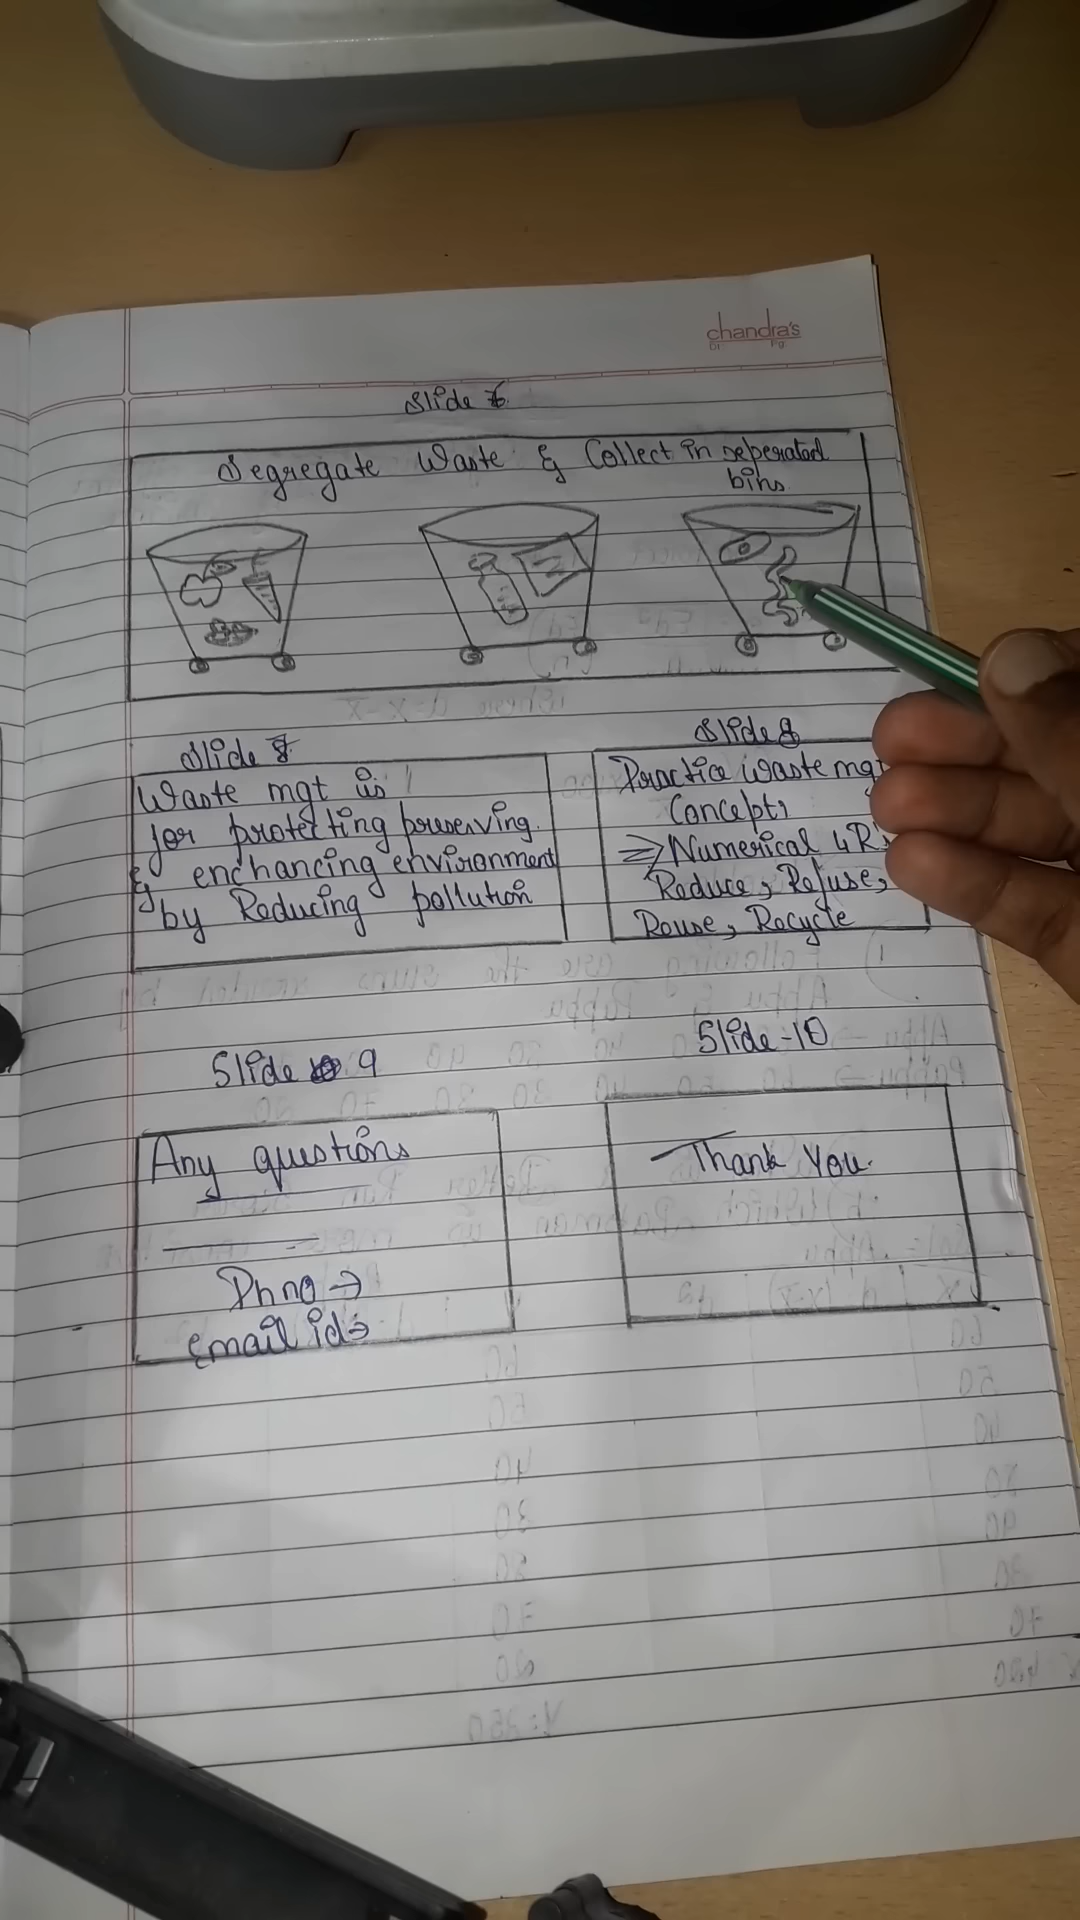 chandra's
Slide 6
Segregate Waste & Collect in seperated
bins.
Slide 7
Waste mgt is
for protecting preserving
& enchancing environment
by Reducing pollution
Slide 8
Practice Waste mgt
Concept,
⇒ Numerical 4R
Reduce, Refuse,
Reuse, Recycle
Slide 9
Any questions
Ph no →
email id →
Slide-10
Thank You.